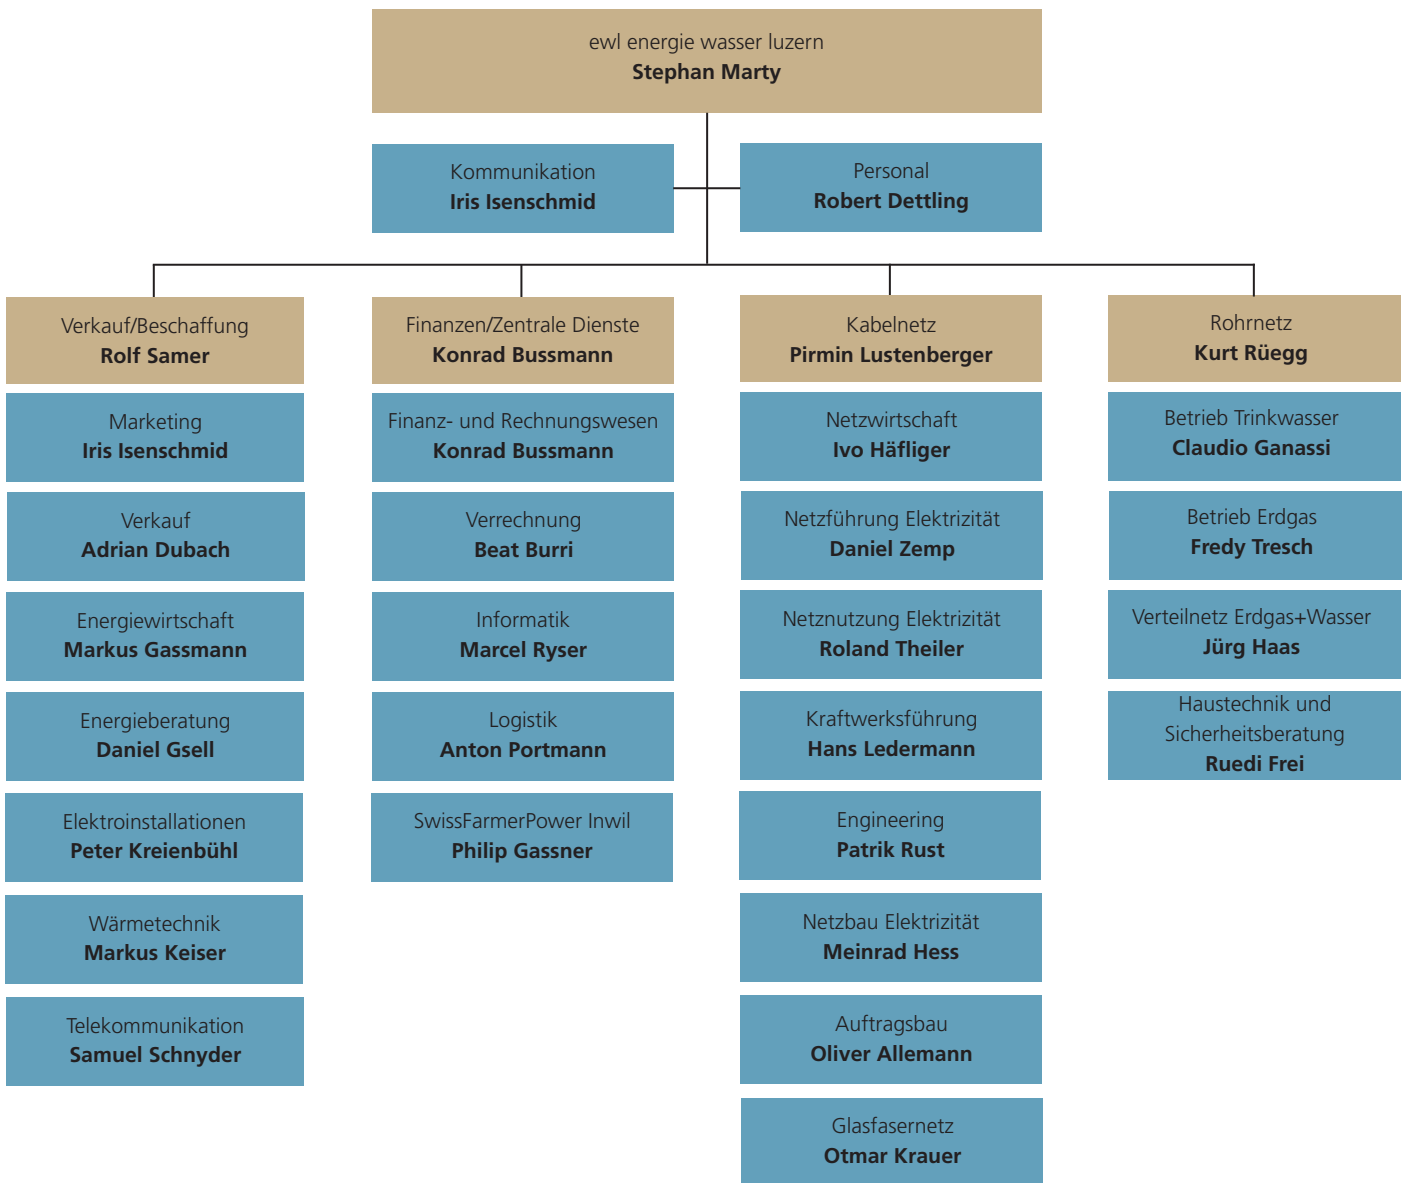 ewl energie wasser luzern
Stephan Marty
Kommunikation
Iris Isenschmid
Personal
Robert Dettling
Verkauf/Beschaffung
Rolf Samer
Marketing
Iris Isenschmid
Verkauf
Adrian Dubach
Energiewirtschaft
Markus Gassmann
Energieberatung
Daniel Gsell
Elektroinstallationen
Peter Kreienbühl
Wärmetechnik
Markus Keiser
Telekommunikation
Samuel Schnyder
Finanzen/Zentrale Dienste
Konrad Bussmann
Finanz- und Rechnungswesen
Konrad Bussmann
Verrechnung
Beat Burri
Informatik
Marcel Ryser
Logistik
Anton Portmann
SwissFarmerPower Inwil
Philip Gassner
Kabelnetz
Pirmin Lustenberger
Netzwirtschaft
Ivo Häfliger
Netzführung Elektrizität
Daniel Zemp
Netznutzung Elektrizität
Roland Theiler
Kraftwerksführung
Hans Ledermann
Engineering
Patrik Rust
Netzbau Elektrizität
Meinrad Hess
Auftragsbau
Oliver Allemann
Glasfasernetz
Otmar Krauer
Rohrnetz
Kurt Rüegg
Betrieb Trinkwasser
Claudio Ganassi
Betrieb Erdgas
Fredy Tresch
Verteilnetz Erdgas+Wasser
Jürg Haas
Haustechnik und
Sicherheitsberatung
Ruedi Frei